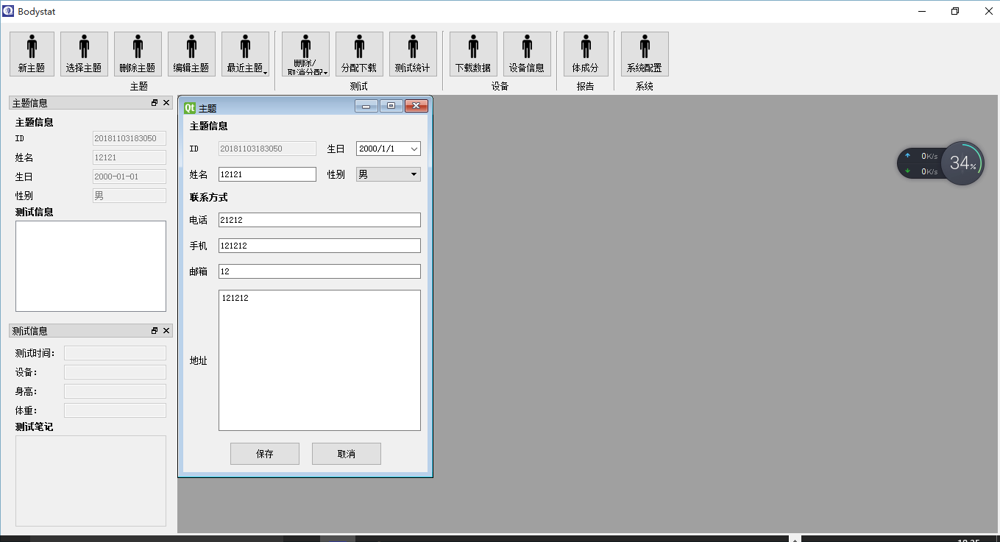 Bodystat
新主题 选择主题 删除主题 编辑主题 最近主题 删除/ 取消分配 分配下载 测试统计 下载数据 设备信息 体成分 系统配置
主题 测试 设备 报告 系统
主题信息
主题信息
ID 20181103183050
姓名 12121
生日 2000-01-01
性别 男
测试信息
测试信息
测试时间:
设备:
身高:
体重:
测试笔记
Qt 主题
主题信息
ID 20181103183050 生日 2000/1/1
姓名 12121 性别 男
联系方式
电话 21212
手机 121212
邮箱 12
地址 121212
保存 取消
0K/s
0K/s
34%